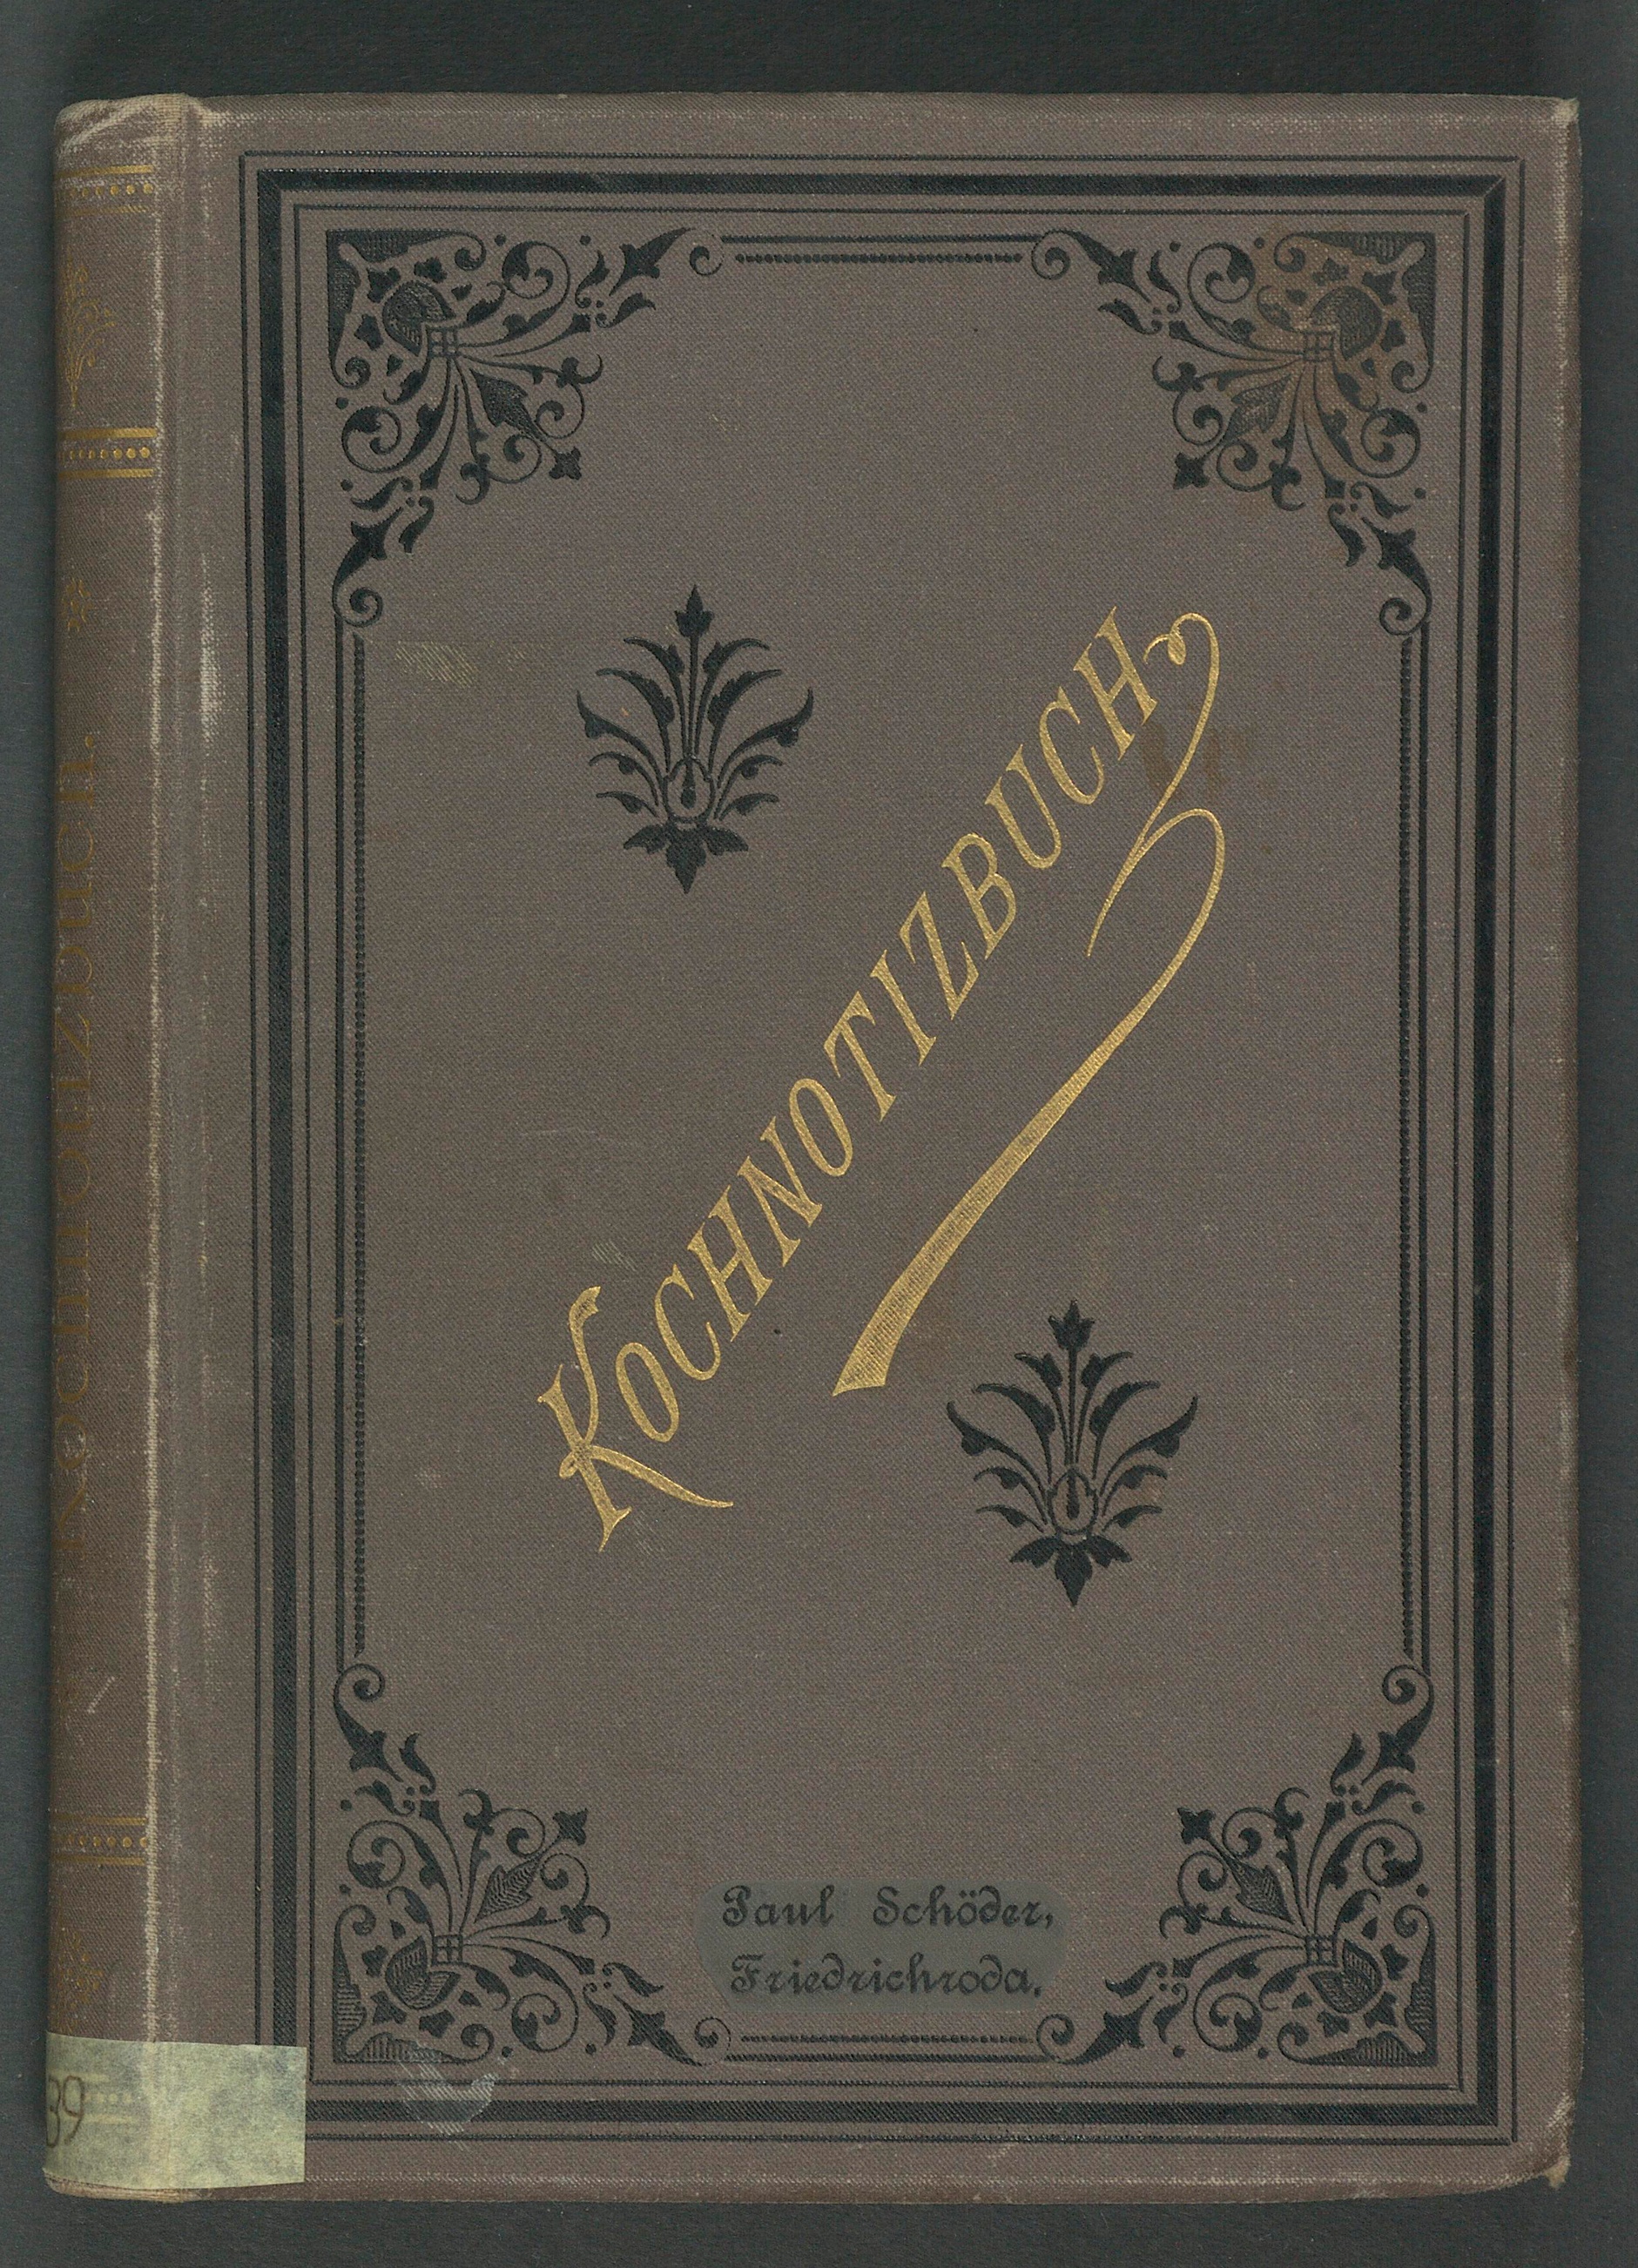 KOCHNOTIZBUCH
Paul Schöder,
Friedrichroda.
Kochnotizbuch.
39